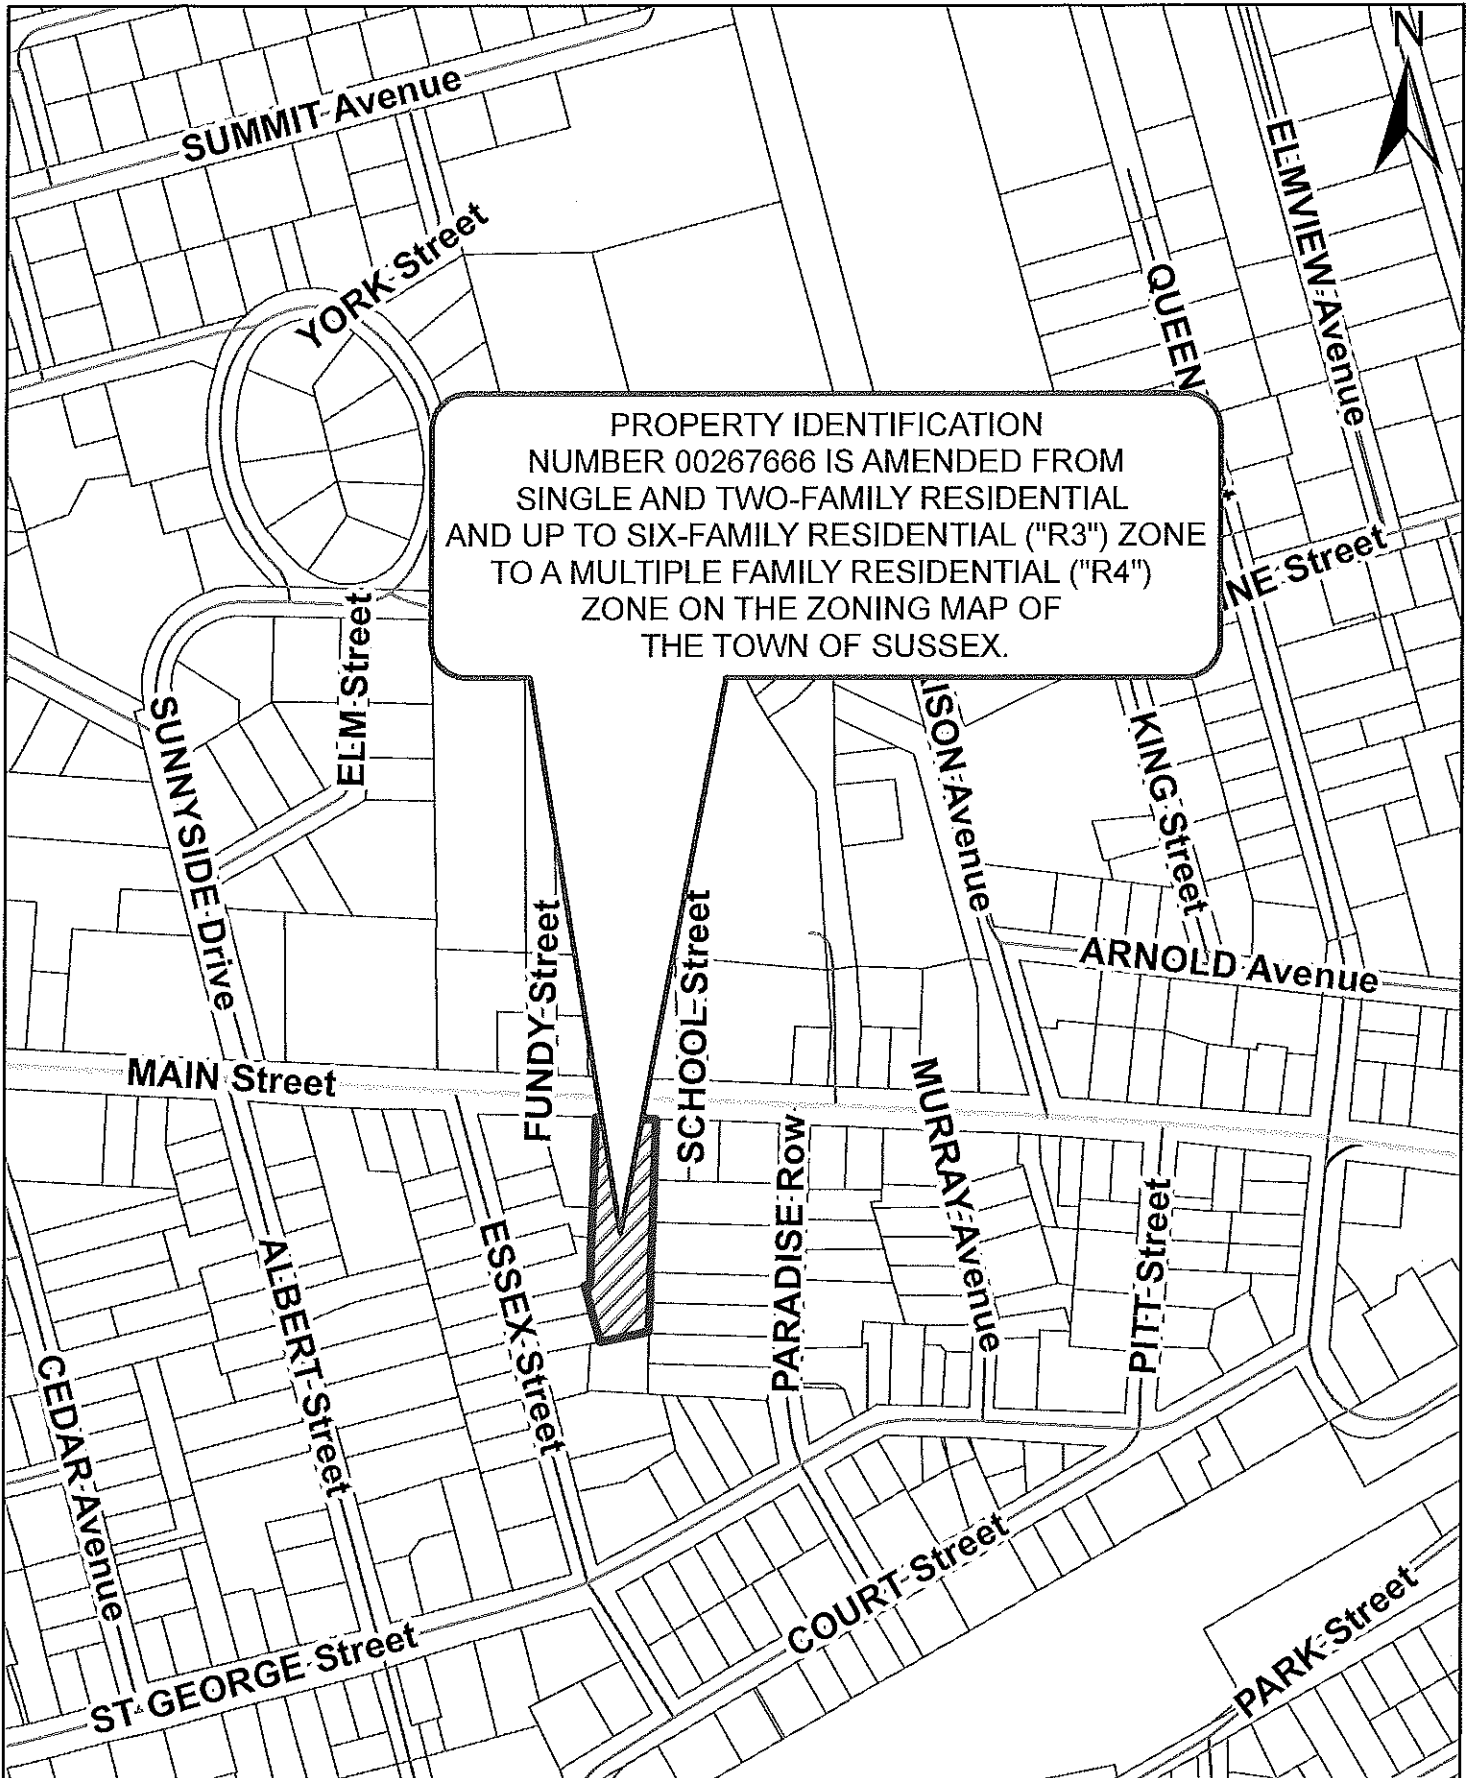 N
SUMMIT Avenue
YORK Street
ELMVIEW Avenue
QUEEN
PROPERTY IDENTIFICATION
NUMBER 00267666 IS AMENDED FROM
SINGLE AND TWO-FAMILY RESIDENTIAL
AND UP TO SIX-FAMILY RESIDENTIAL ("R3") ZONE
TO A MULTIPLE FAMILY RESIDENTIAL ("R4")
ZONE ON THE ZONING MAP OF
THE TOWN OF SUSSEX.
INE Street
ELM Street
SUNNYSIDE Drive
ISON Avenue
KING Street
FUNDY Street
SCHOOL Street
ARNOLD Avenue
MAIN Street
MURRAY Avenue
PARADISE Row
PITT Street
ESSEX Street
ALBERT Street
CEDAR Avenue
COURT Street
ST GEORGE Street
PARK Street